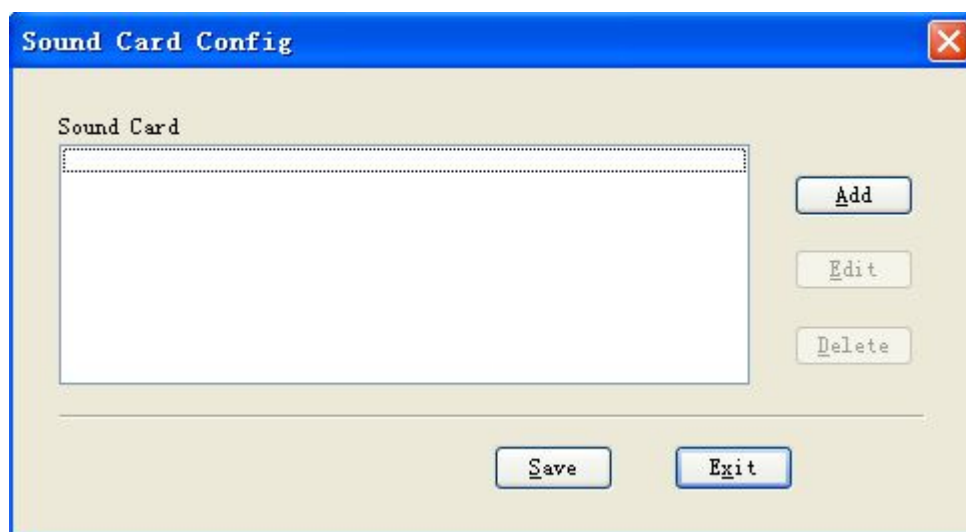 Sound Card Config
Sound Card
Add
Edit
Delete
Save
Exit